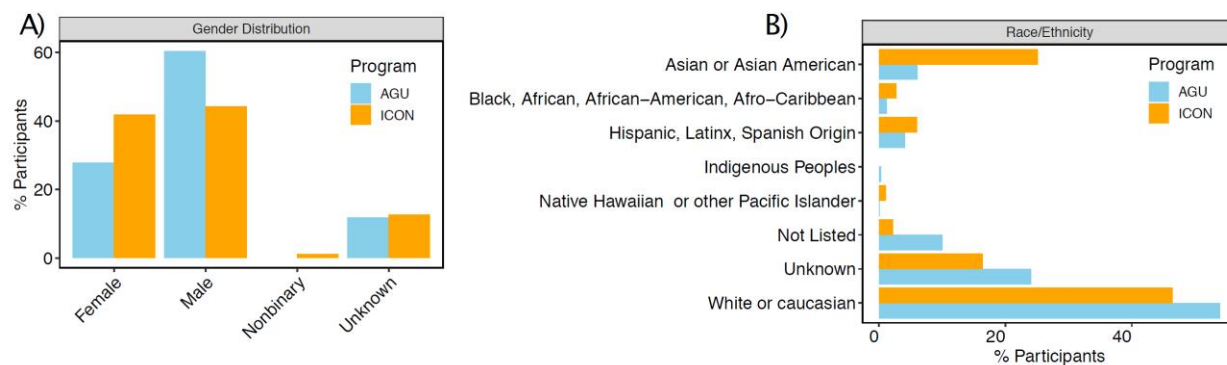 A)
Gender Distribution
% Participants
60
40
20
0
Program
AGU
ICON
Female
Male
Nonbinary
Unknown
B)
Race/Ethnicity
Asian or Asian American
Black, African, African-American, Afro-Caribbean
Hispanic, Latinx, Spanish Origin
Indigenous Peoples
Native Hawaiian or other Pacific Islander
Not Listed
Unknown
White or caucasian
Program
AGU
ICON
0
20
40
% Participants